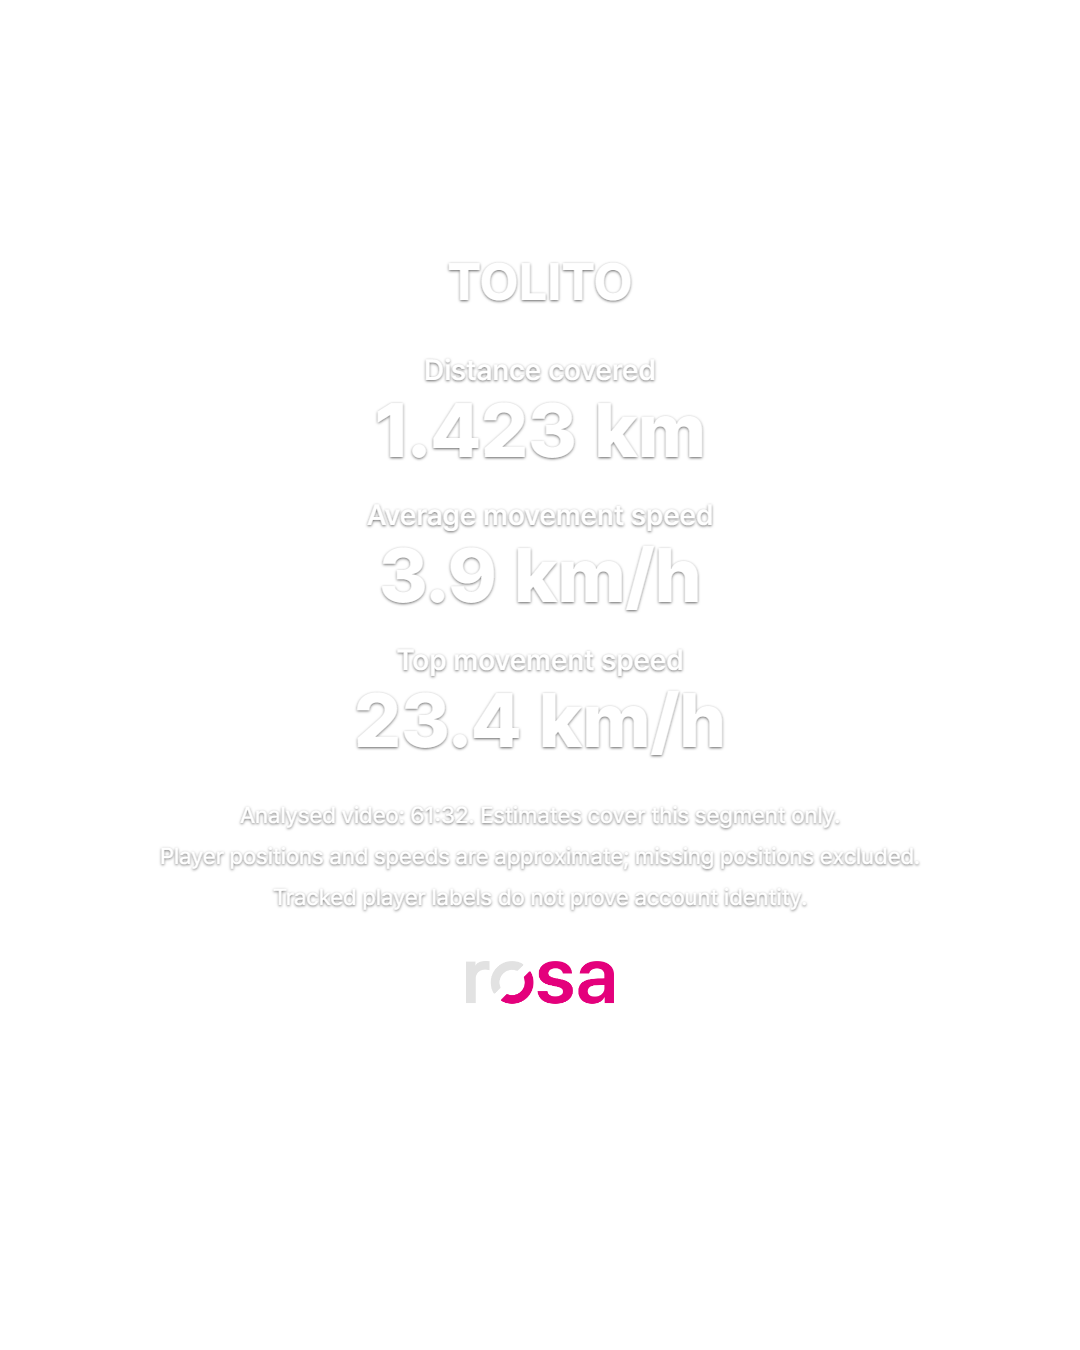 TOLITO
Distance covered
1.423 km
Average movement speed
3.9 km/h
Top movement speed
23.4 km/h
Analysed video: 61:32. Estimates cover this segment only.
Player positions and speeds are approximate; missing positions excluded.
Tracked player labels do not prove account identity.
rosa